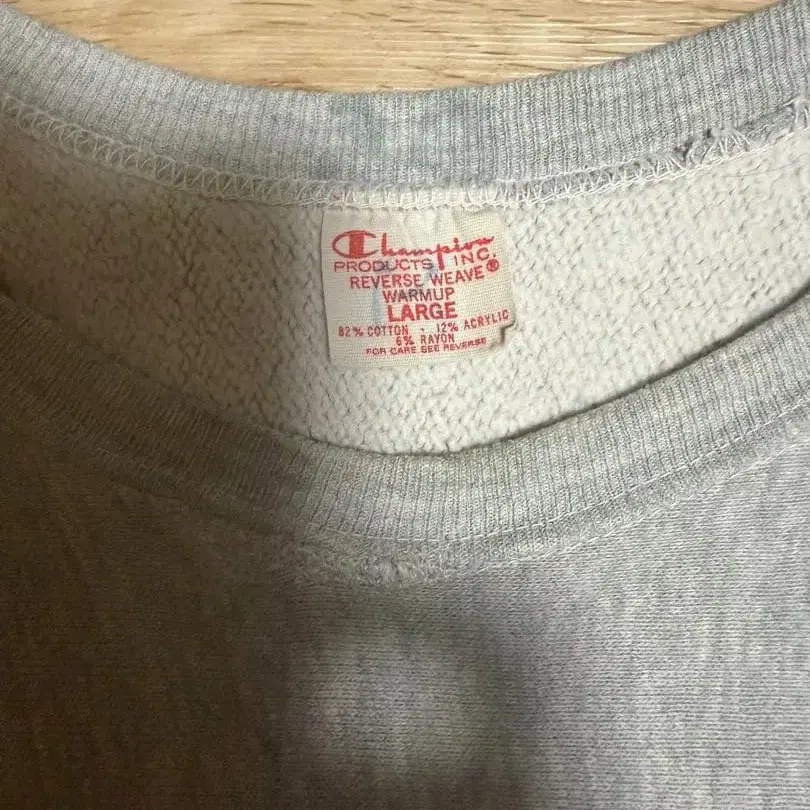 Champion
PRODUCTS INC.
REVERSE WEAVE®
WARMUP
LARGE
82% COTTON · 12% ACRYLIC
6% RAYON
FOR CARE SEE REVERSE